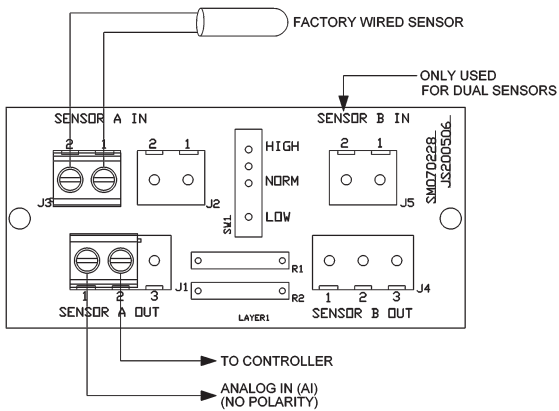 FACTORY WIRED SENSOR
ONLY USED
FOR DUAL SENSORS
SENSOR A IN
SENSOR B IN
2 1
2 1
HIGH
NORM
LOW
SW1
2 1
J3
J2
J5
SM070228
JS200506
R1
R2
J1
J4
1 2 3
1 2 3
SENSOR A OUT
LAYER1
SENSOR B OUT
TO CONTROLLER
ANALOG IN (AI)
(NO POLARITY)